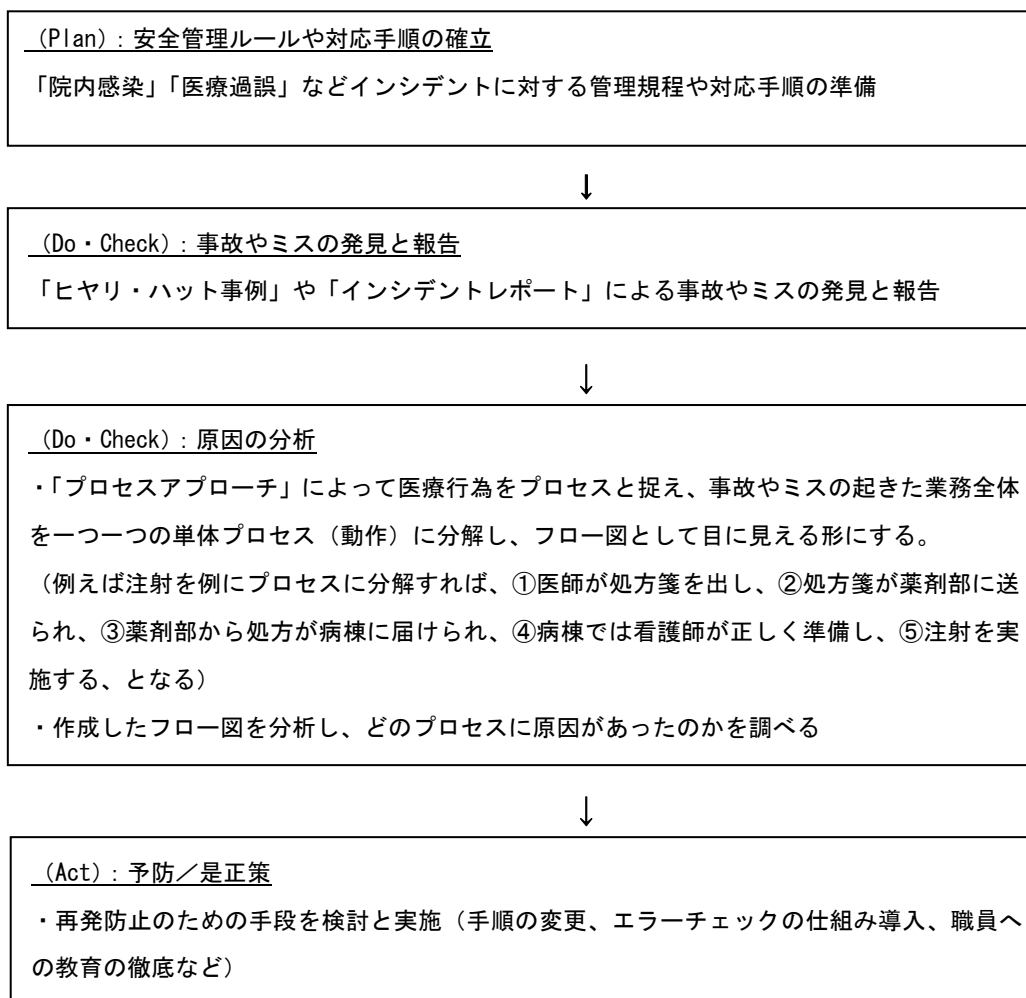 （Plan）：安全管理ルールや対応手順の確立
「院内感染」「医療過誤」などインシデントに対する管理規程や対応手順の準備
↓
（Do・Check）：事故やミスの発見と報告
「ヒヤリ・ハット事例」や「インシデントレポート」による事故やミスの発見と報告
↓
（Do・Check）：原因の分析
・「プロセスアプローチ」によって医療行為をプロセスと捉え、事故やミスの起きた業務全体
を一つ一つの単体プロセス（動作）に分解し、フロー図として目に見える形にする。
（例えば注射を例にプロセスに分解すれば、①医師が処方箋を出し、②処方箋が薬剤部に送
られ、③薬剤部から処方が病棟に届けられ、④病棟では看護師が正しく準備し、⑤注射を実
施する、となる）
・作成したフロー図を分析し、どのプロセスに原因があったのかを調べる
↓
（Act）：予防／是正策
・再発防止のための手段を検討と実施（手順の変更、エラーチェックの仕組み導入、職員へ
の教育の徹底など）